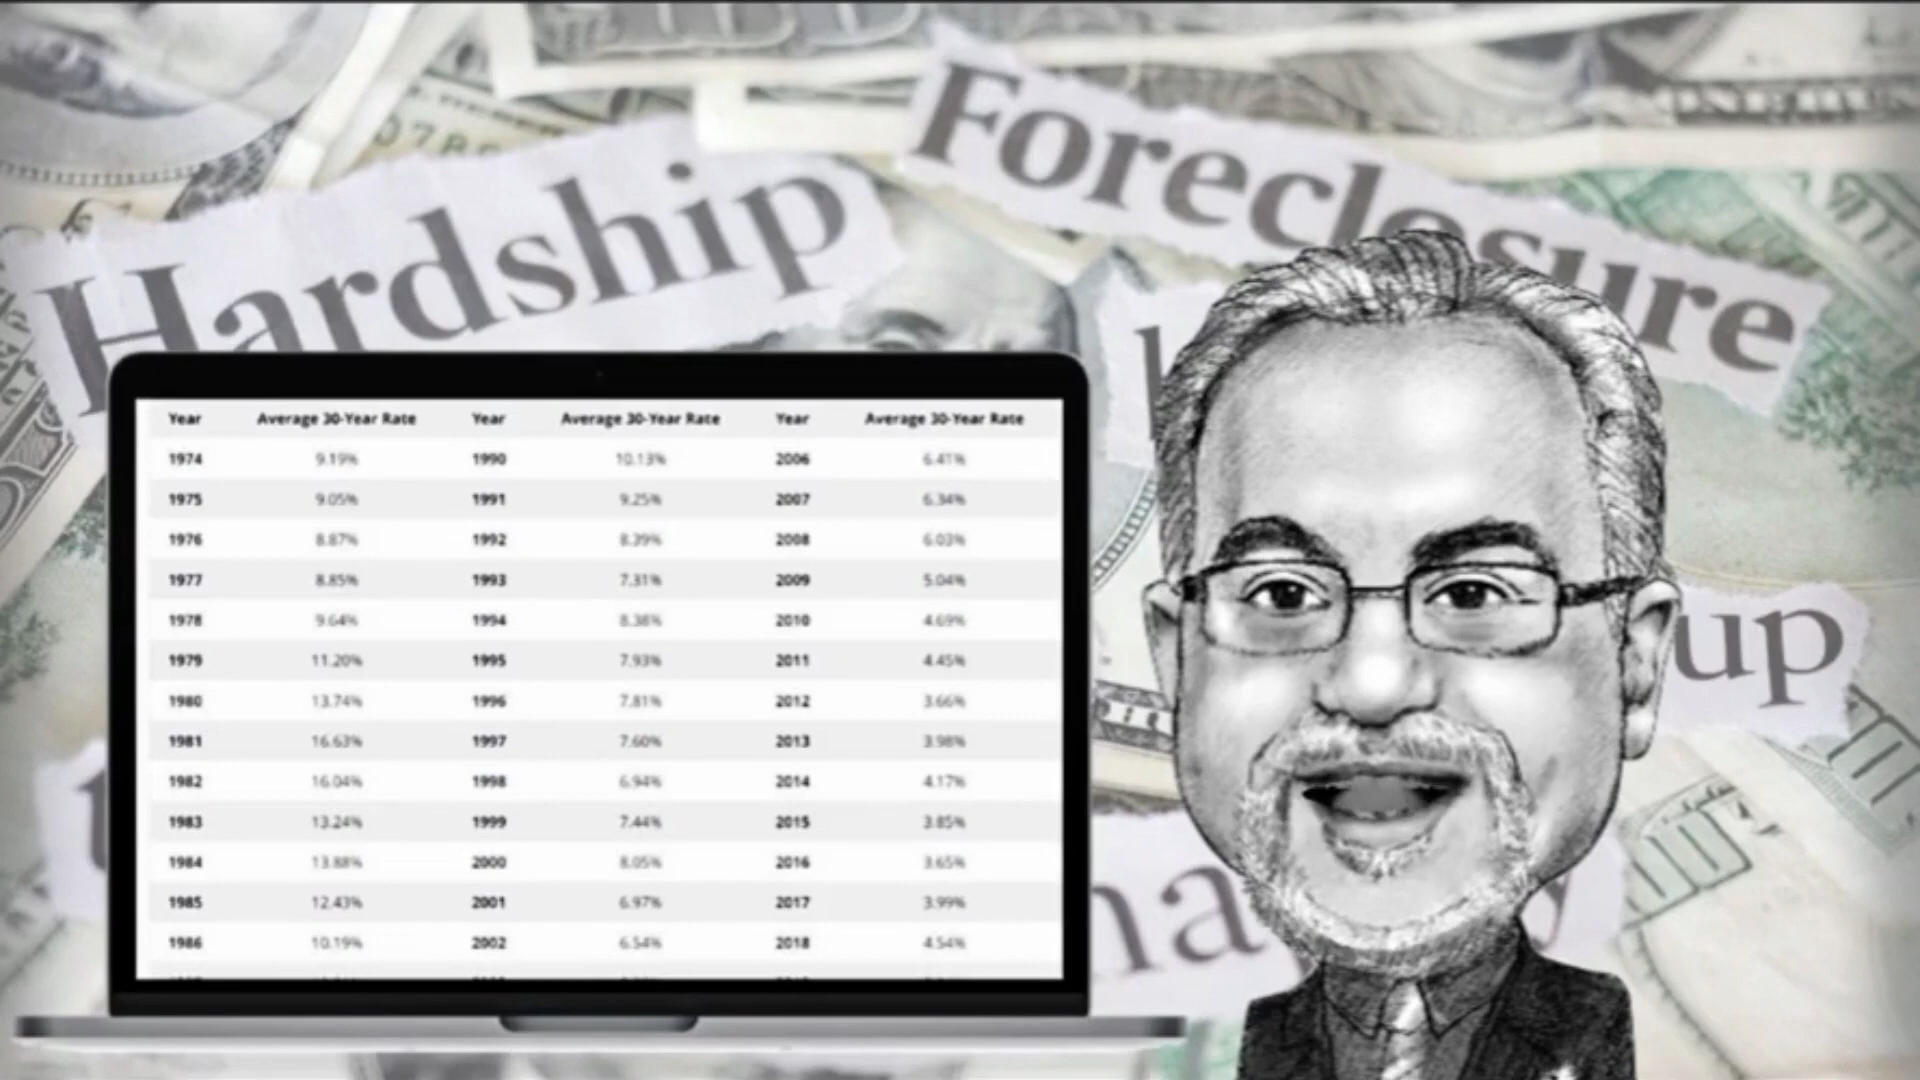 Foreclosure
Hardship
up
Year Average 30-Year Rate Year Average 30-Year Rate Year Average 30-Year Rate
1974 9.19% 1990 10.13% 2006 6.41%
1975 9.05% 1991 9.25% 2007 6.34%
1976 8.87% 1992 8.39% 2008 6.03%
1977 8.85% 1993 7.31% 2009 5.04%
1978 9.64% 1994 8.38% 2010 4.69%
1979 11.20% 1995 7.93% 2011 4.45%
1980 13.74% 1996 7.81% 2012 3.66%
1981 16.63% 1997 7.60% 2013 3.98%
1982 16.04% 1998 6.94% 2014 4.17%
1983 13.24% 1999 7.44% 2015 3.85%
1984 13.88% 2000 8.05% 2016 3.65%
1985 12.43% 2001 6.97% 2017 3.99%
1986 10.19% 2002 6.54% 2018 4.54%